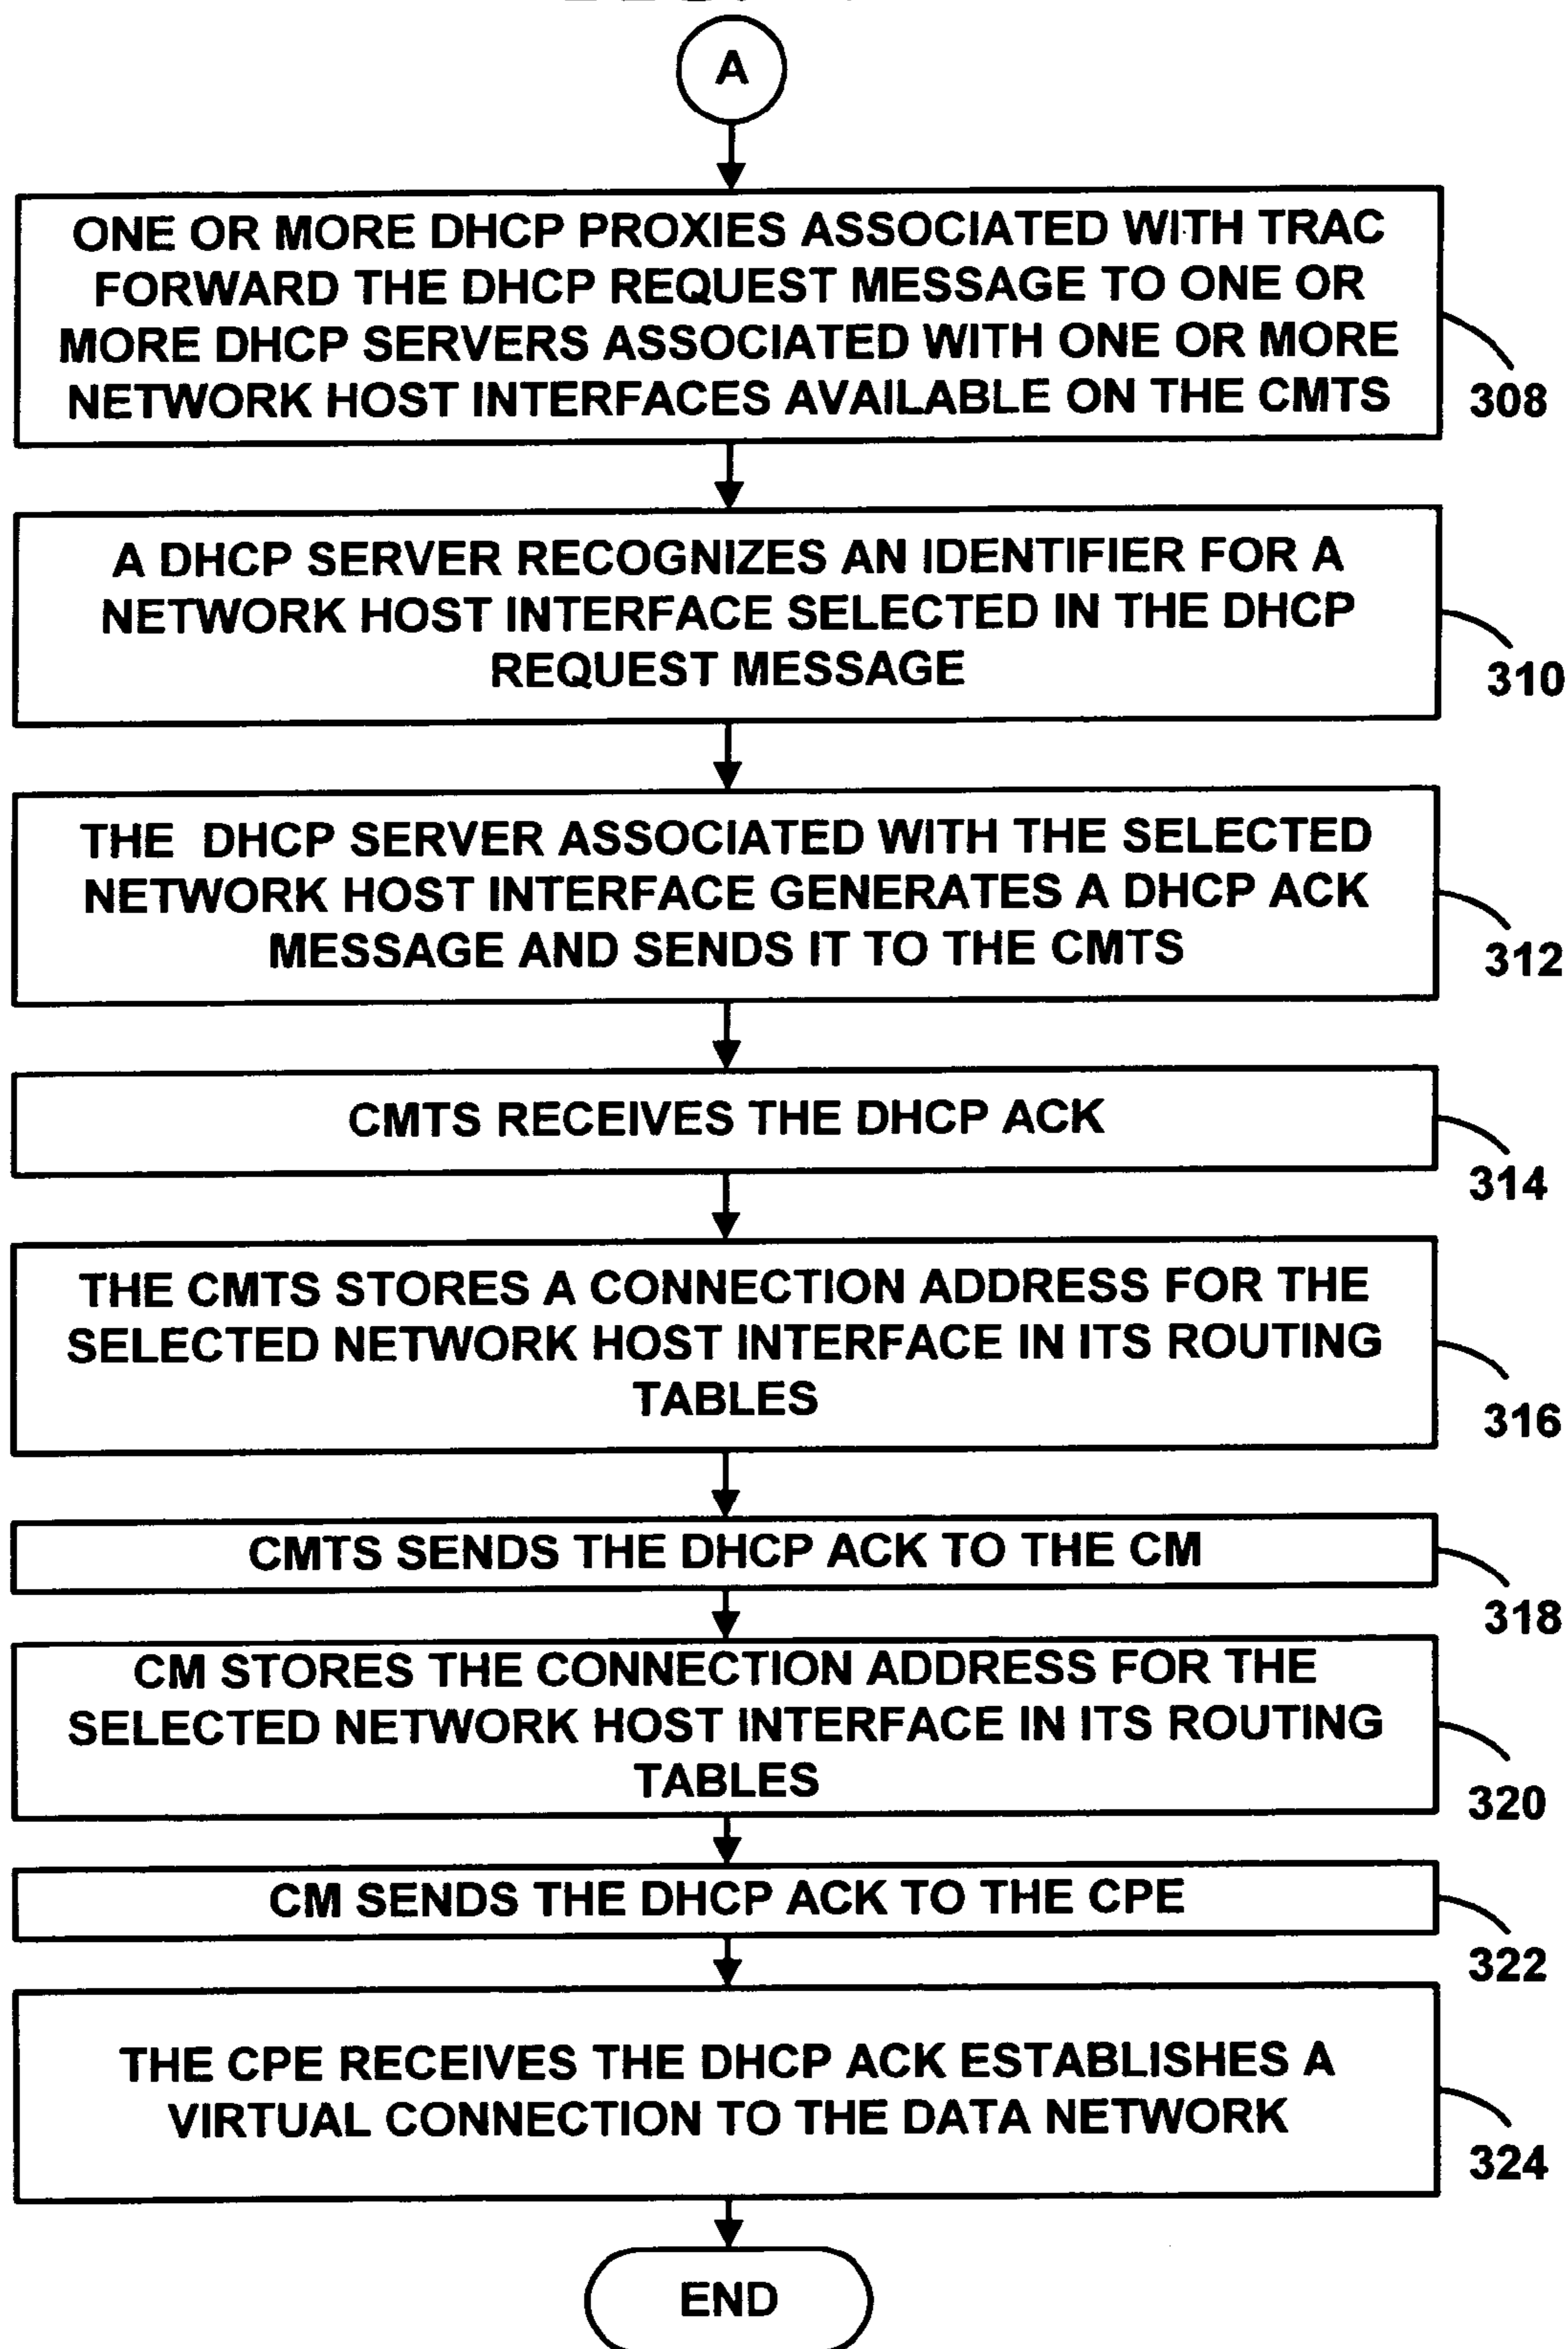 A
ONE OR MORE DHCP PROXIES ASSOCIATED WITH TRAC
FORWARD THE DHCP REQUEST MESSAGE TO ONE OR
MORE DHCP SERVERS ASSOCIATED WITH ONE OR MORE
NETWORK HOST INTERFACES AVAILABLE ON THE CMTS
308
A DHCP SERVER RECOGNIZES AN IDENTIFIER FOR A
NETWORK HOST INTERFACE SELECTED IN THE DHCP
REQUEST MESSAGE
310
THE DHCP SERVER ASSOCIATED WITH THE SELECTED
NETWORK HOST INTERFACE GENERATES A DHCP ACK
MESSAGE AND SENDS IT TO THE CMTS
312
CMTS RECEIVES THE DHCP ACK
314
THE CMTS STORES A CONNECTION ADDRESS FOR THE
SELECTED NETWORK HOST INTERFACE IN ITS ROUTING
TABLES
316
CMTS SENDS THE DHCP ACK TO THE CM
318
CM STORES THE CONNECTION ADDRESS FOR THE
SELECTED NETWORK HOST INTERFACE IN ITS ROUTING
TABLES
320
CM SENDS THE DHCP ACK TO THE CPE
322
THE CPE RECEIVES THE DHCP ACK ESTABLISHES A
VIRTUAL CONNECTION TO THE DATA NETWORK
324
END